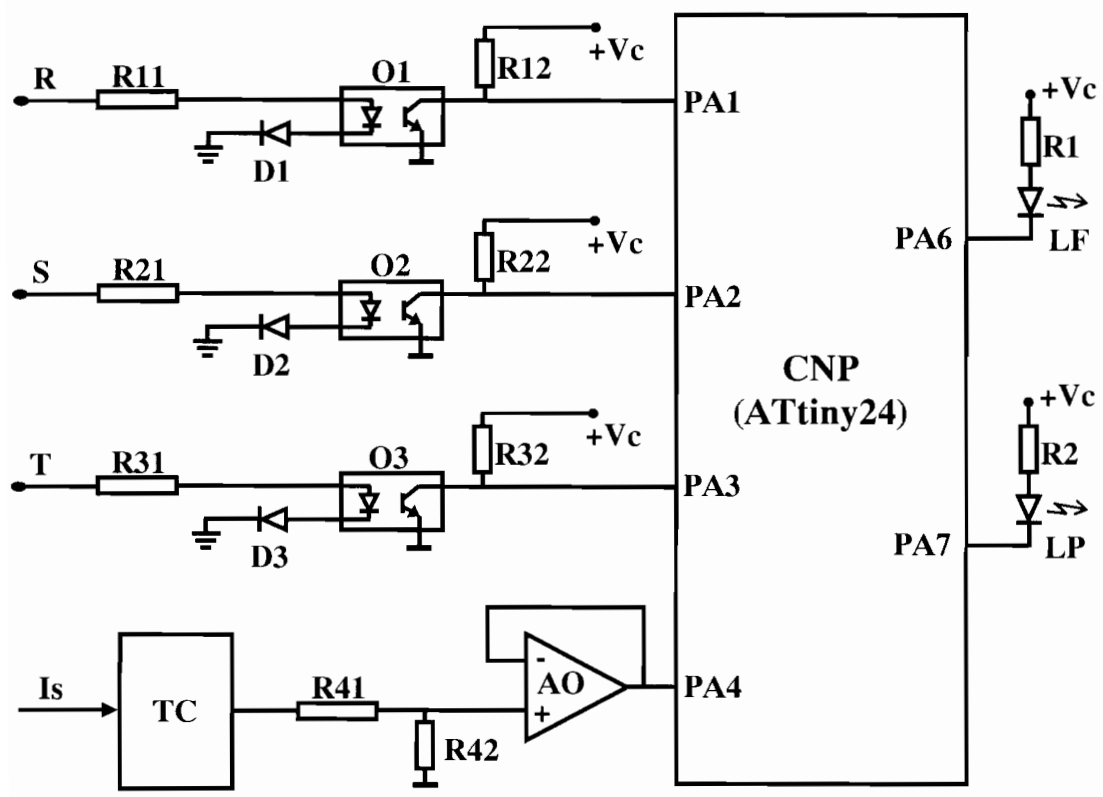 R
R11
O1
R12
+Vc
PA1
D1
S
R21
O2
R22
+Vc
PA2
D2
T
R31
O3
R32
+Vc
PA3
D3
Is
TC
R41
R42
-
AO
+
PA4
CNP
(ATtiny24)
+Vc
R1
PA6
LF
+Vc
R2
PA7
LP